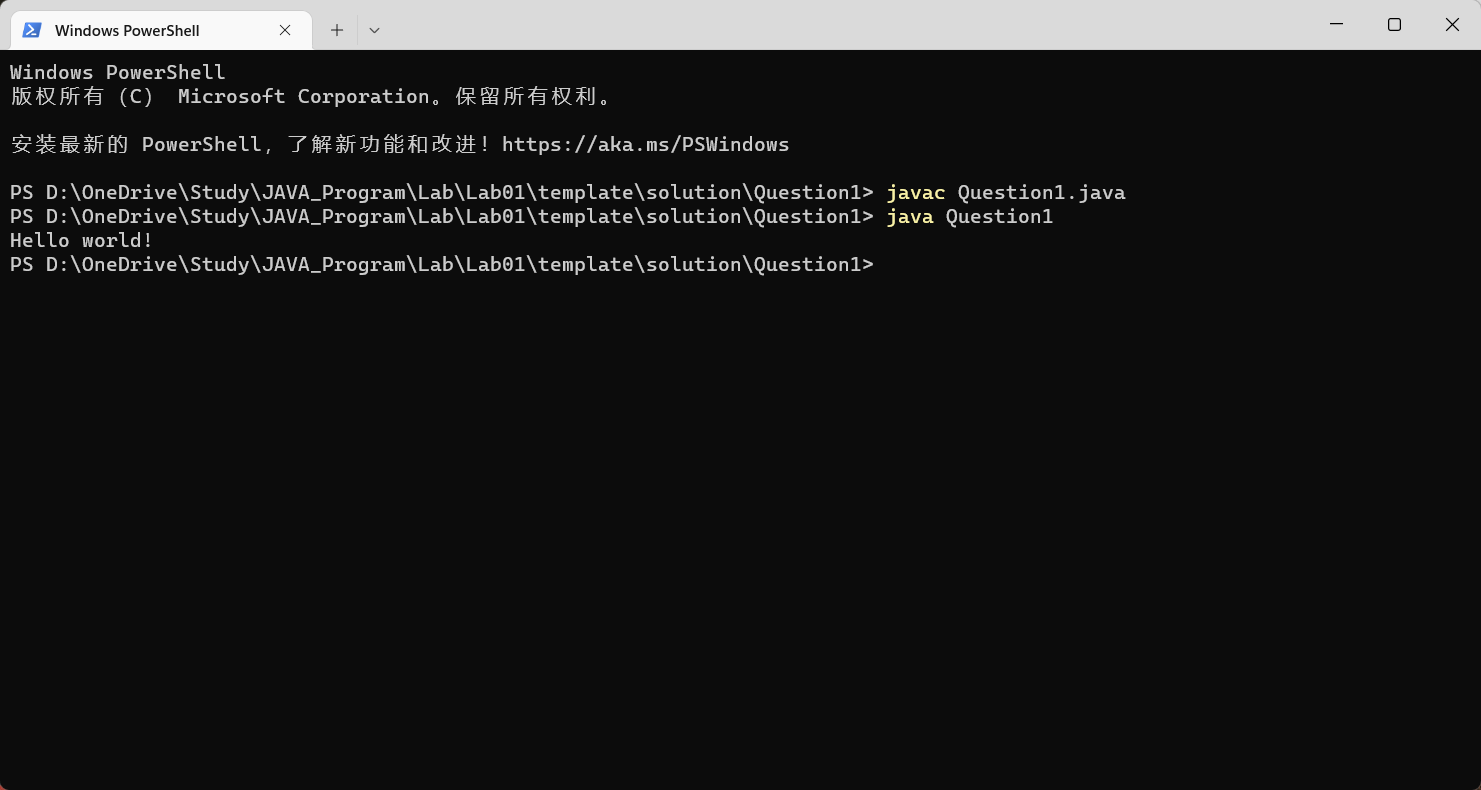 Windows PowerShell
Windows PowerShell
版权所有（C） Microsoft Corporation。保留所有权利。
安装最新的 PowerShell，了解新功能和改进！https://aka.ms/PSWindows
PS D:\OneDrive\Study\JAVA_Program\Lab\Lab01\template\solution\Question1> javac Question1.java
PS D:\OneDrive\Study\JAVA_Program\Lab\Lab01\template\solution\Question1> java Question1
Hello world!
PS D:\OneDrive\Study\JAVA_Program\Lab\Lab01\template\solution\Question1>